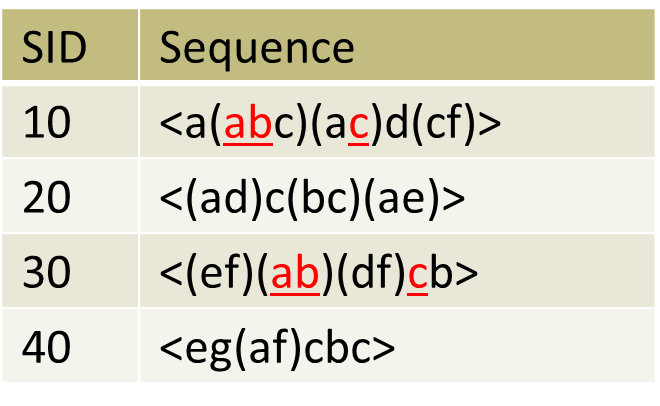 SID Sequence
10 <a(abc)(ac)d(cf)>
20 <(ad)c(bc)(ae)>
30 <(ef)(ab)(df)cb>
40 <eg(af)cbc>